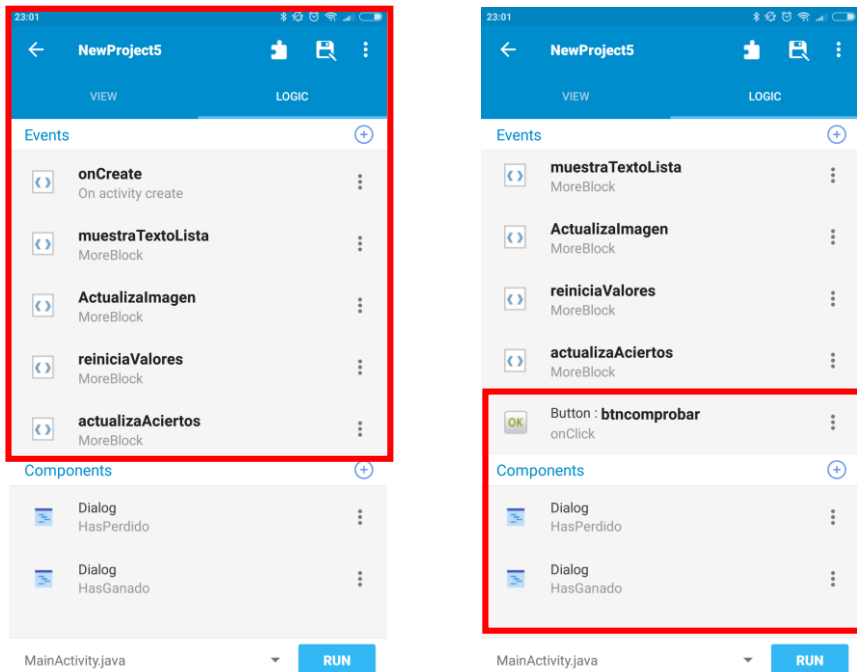 23:01
NewProject5
VIEW LOGIC
Events
onCreate
On activity create
muestraTextoLista
MoreBlock
ActualizaImagen
MoreBlock
reiniciaValores
MoreBlock
actualizaAciertos
MoreBlock
Components
Dialog
HasPerdido
Dialog
HasGanado
MainActivity.java RUN
23:01
NewProject5
VIEW LOGIC
Events
muestraTextoLista
MoreBlock
ActualizaImagen
MoreBlock
reiniciaValores
MoreBlock
actualizaAciertos
MoreBlock
OK Button : btncomprobar
onClick
Components
Dialog
HasPerdido
Dialog
HasGanado
MainActivity.java RUN